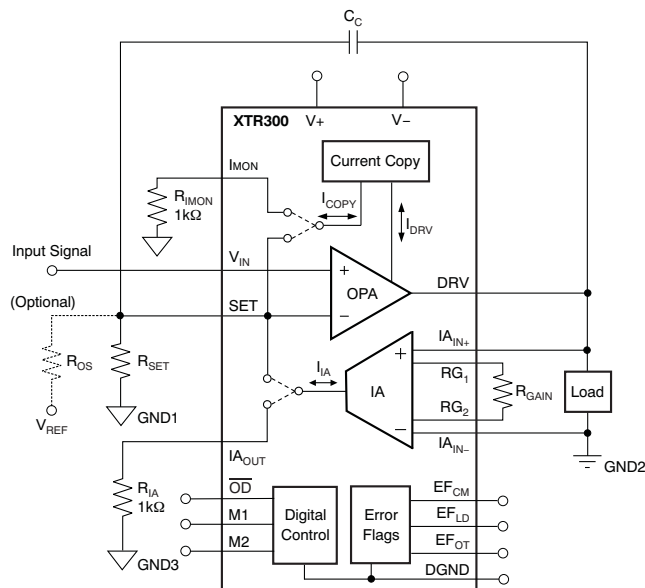 C_C
XTR300
V+
V−
I_MON
Current Copy
R_IMON
1kΩ
I_COPY
I_DRV
Input Signal
V_IN
+
OPA
−
DRV
(Optional)
SET
R_OS
R_SET
V_REF
GND1
I_IA
+
IA
−
IA_IN+
RG_1
RG_2
IA_IN−
R_GAIN
Load
GND2
IA_OUT
R_IA
1kΩ
GND3
O̅D̅
M1
M2
Digital
Control
Error
Flags
EF_CM
EF_LD
EF_OT
DGND